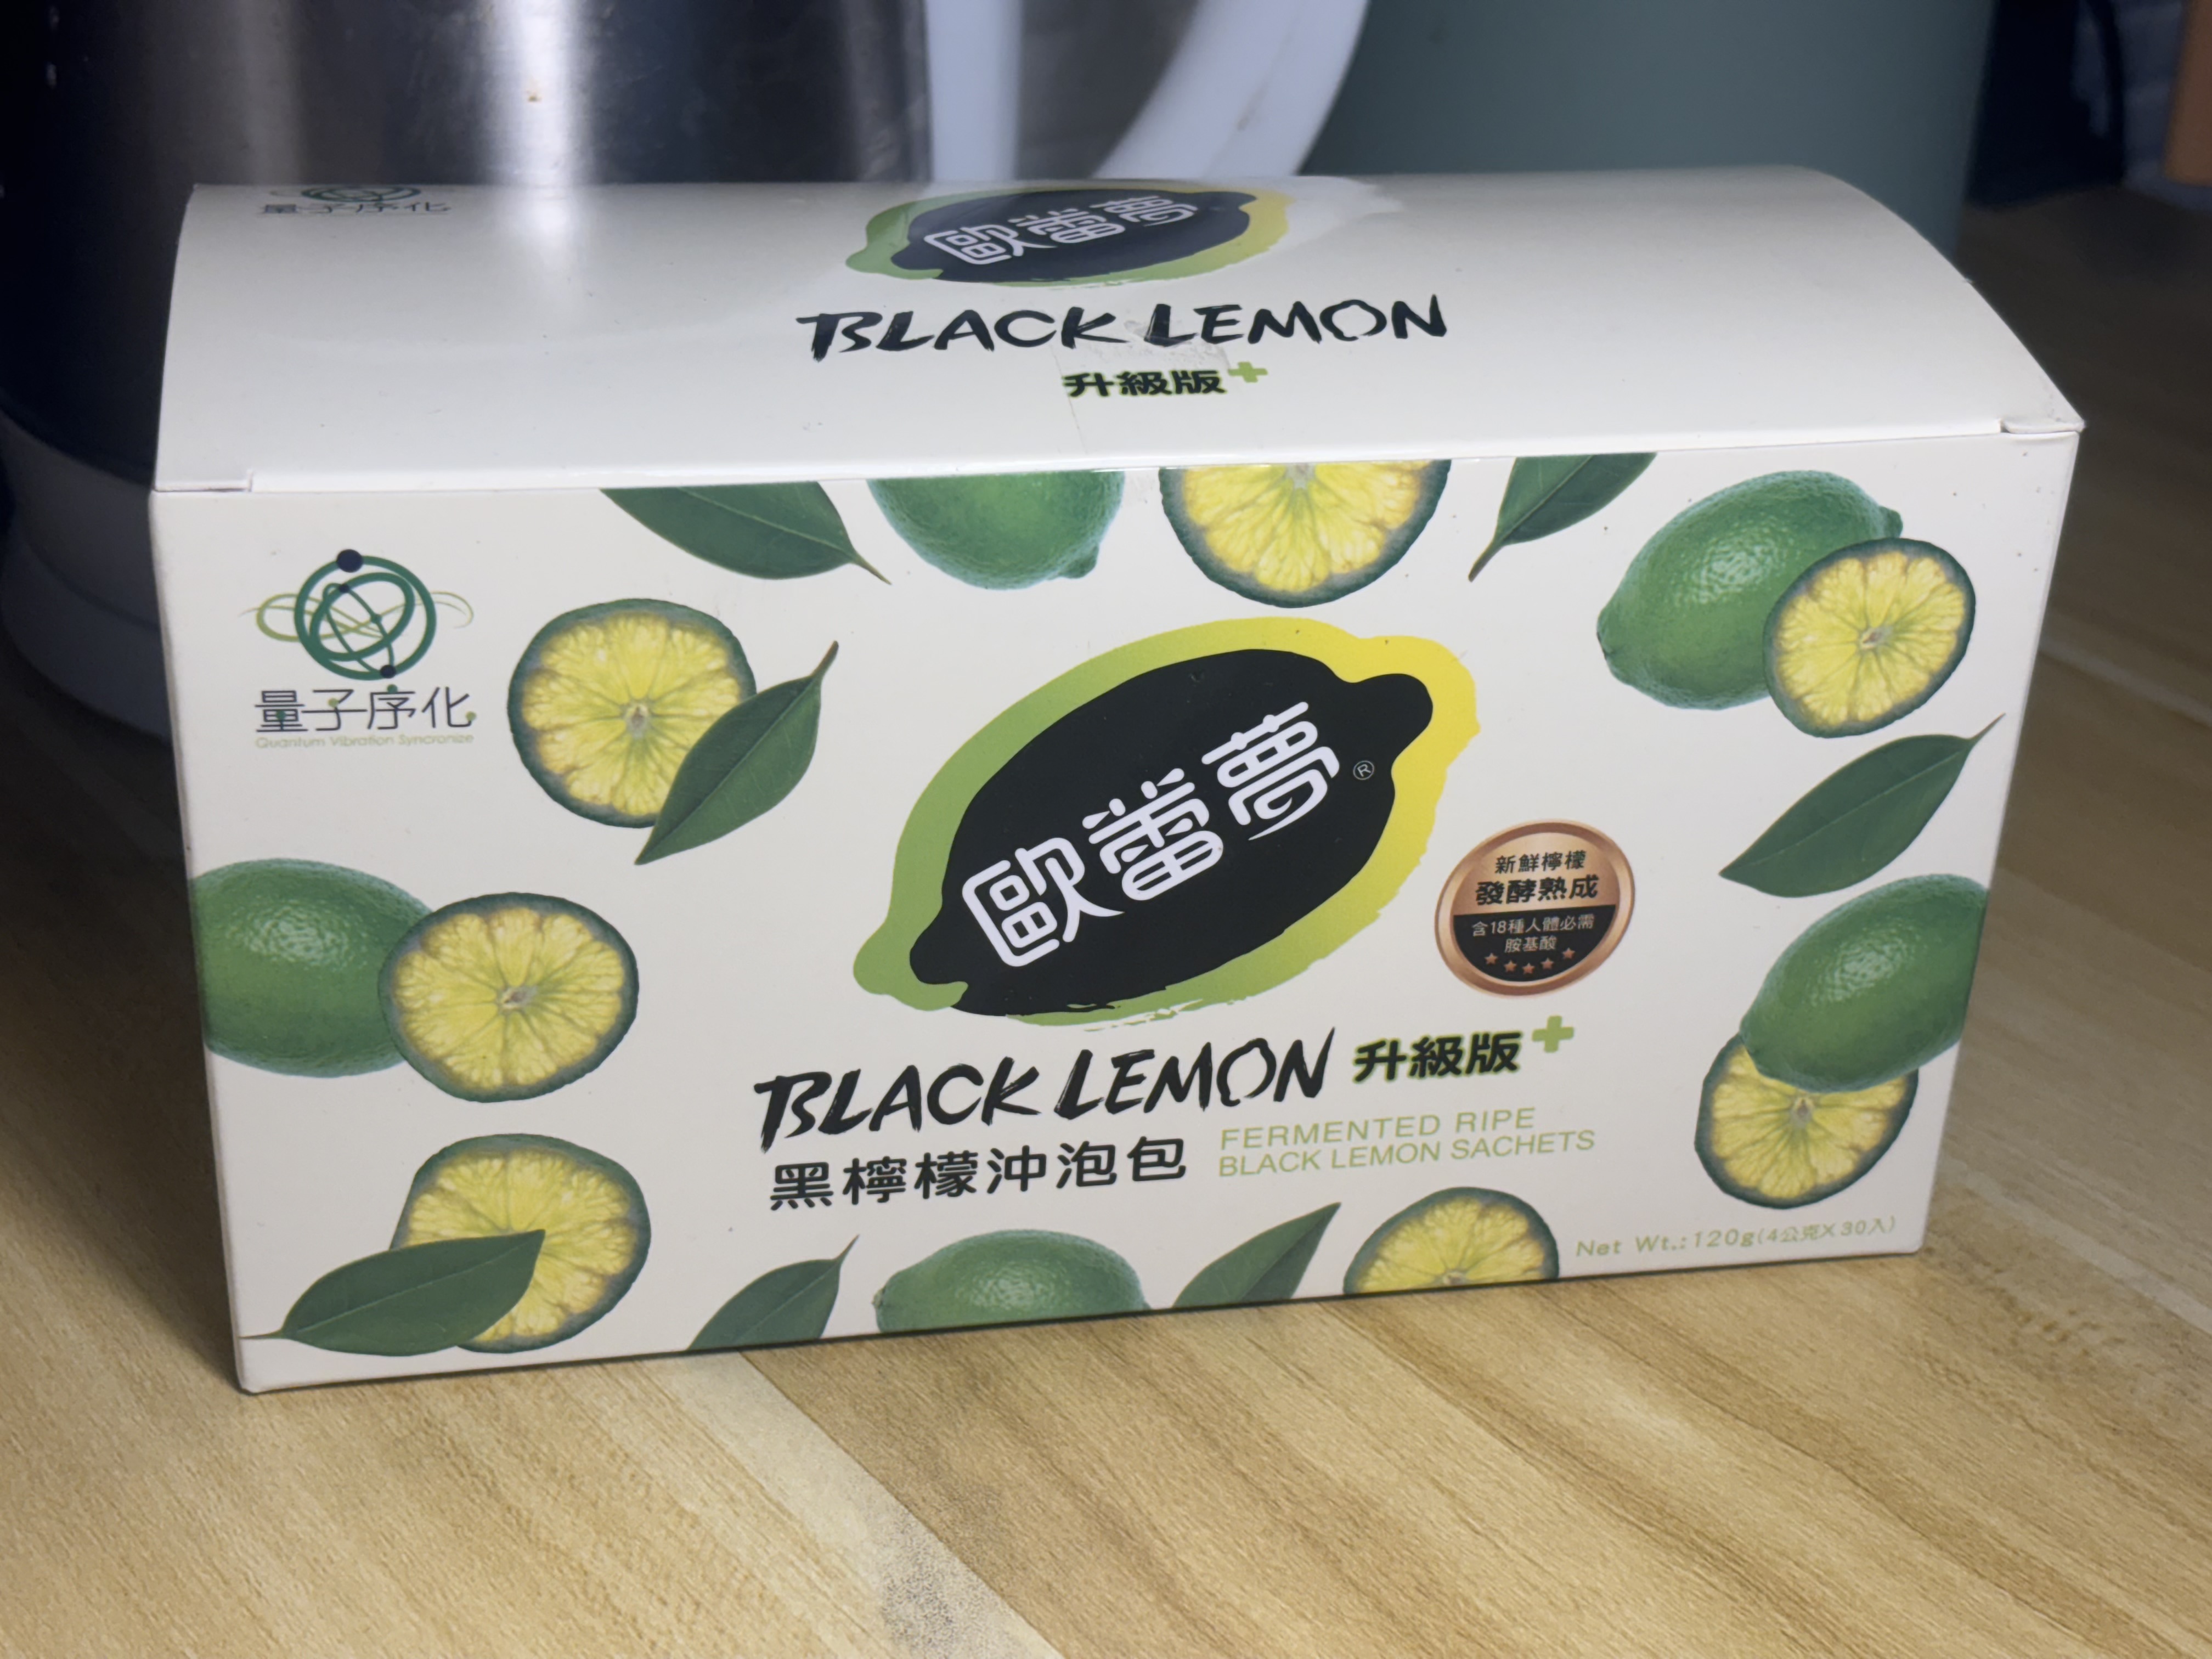 量子序化
歐蕾夢
BLACK LEMON
升級版+
量子序化
Quantum Vibration Syncronize
歐蕾夢®
新鮮檸檬
發酵熟成
含18種人體必需
胺基酸
BLACK LEMON 升級版+
黑檸檬沖泡包
FERMENTED RIPE
BLACK LEMON SACHETS
Net Wt.:120g(4公克X30入)